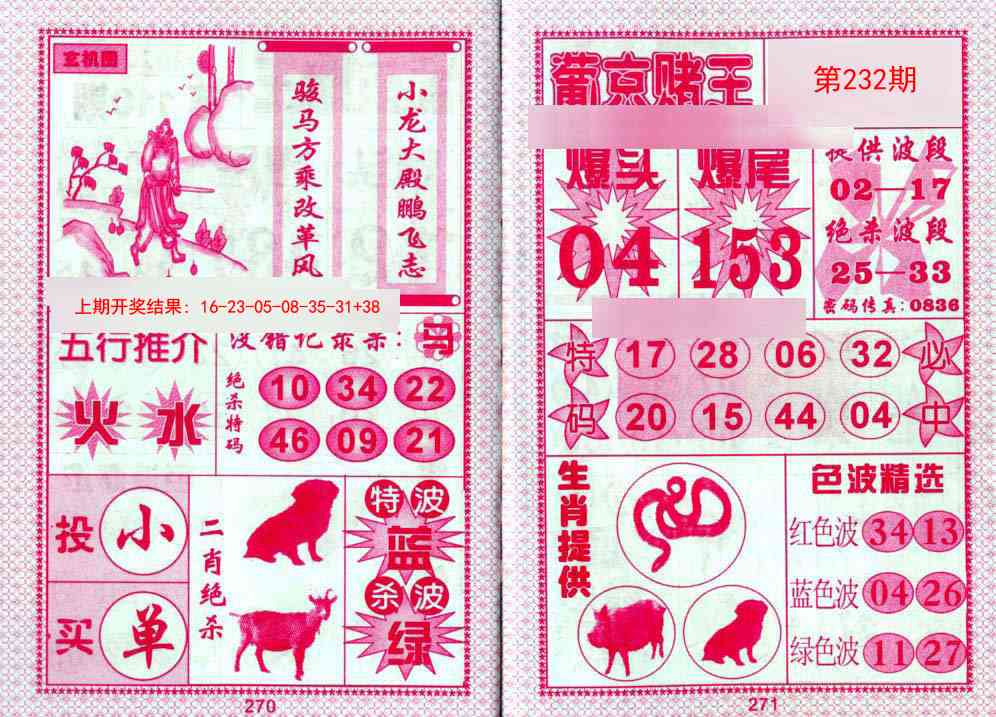 玄机图
小龙大殿鹏飞志
骏马方乘改革风
上期开奖结果：16-23-05-08-35-31+38
五行推介
火 水
没错记录杀：马
绝杀特码
10 34 22
46 09 21
投 小
买 单
二肖绝杀
特波
蓝
杀波
绿
270
葡京赌王
第232期
爆头 爆尾
04 153
提供波段
02—17
绝杀波段
25—33
密码传真：0836
特码
17 28 06 32
20 15 44 04
必中
生肖提供
色波精选
红色波 34 13
蓝色波 04 26
绿色波 11 27
271